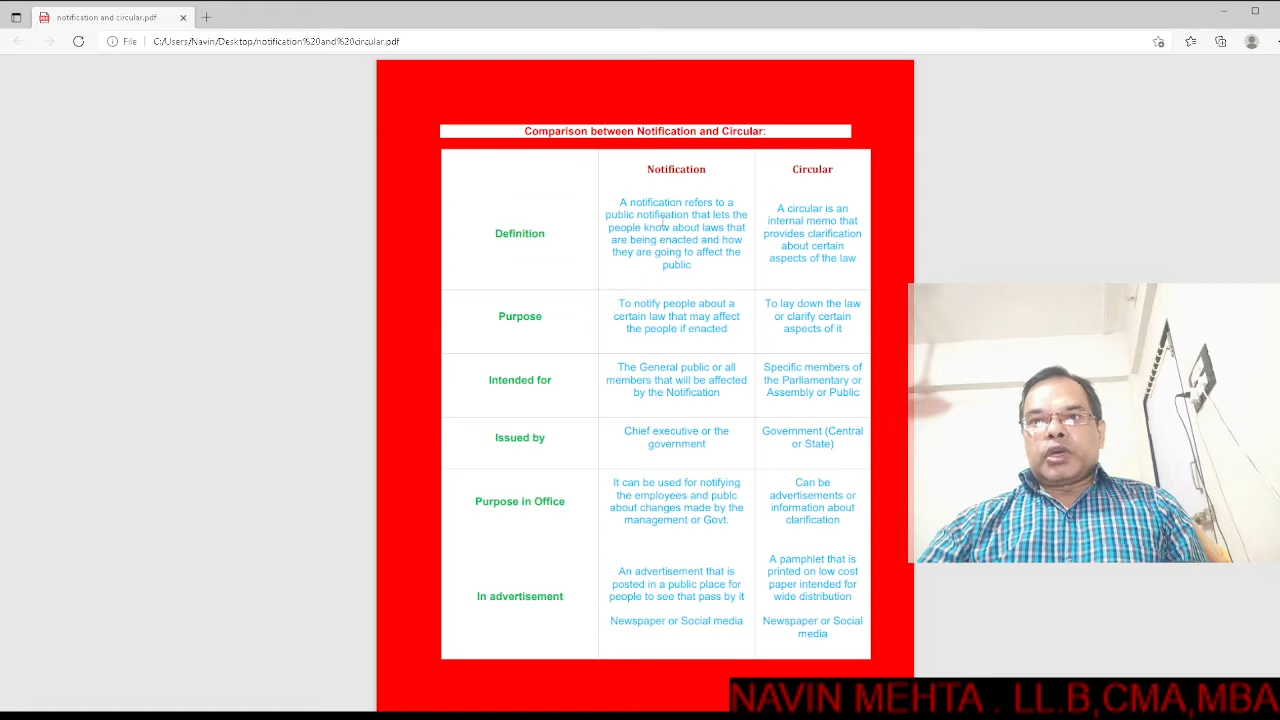 notification and circular.pdf
File
C:/Users/Navin/Desktop/notification%20and%20circular.pdf
Comparison between Notification and Circular:
Notification
Circular
Definition
A notification refers to a
public notification that lets the
people know about laws that
are being enacted and how
they are going to affect the
public
A circular is an
internal memo that
provides clarification
about certain
aspects of the law
Purpose
To notify people about a
certain law that may affect
the people if enacted
To lay down the law
or clarify certain
aspects of it
Intended for
The General public or all
members that will be affected
by the Notification
Specific members of
the Parliamentary or
Assembly or Public
Issued by
Chief executive or the
government
Government (Central
or State)
Purpose in Office
It can be used for notifying
the employees and publc
about changes made by the
management or Govt.
Can be
advertisements or
information about
clarification
In advertisement
An advertisement that is
posted in a public place for
people to see that pass by it
Newspaper or Social media
A pamphlet that is
printed on low cost
paper intended for
wide distribution
Newspaper or Social
media
NAVIN MEHTA . LL.B,CMA,MBA